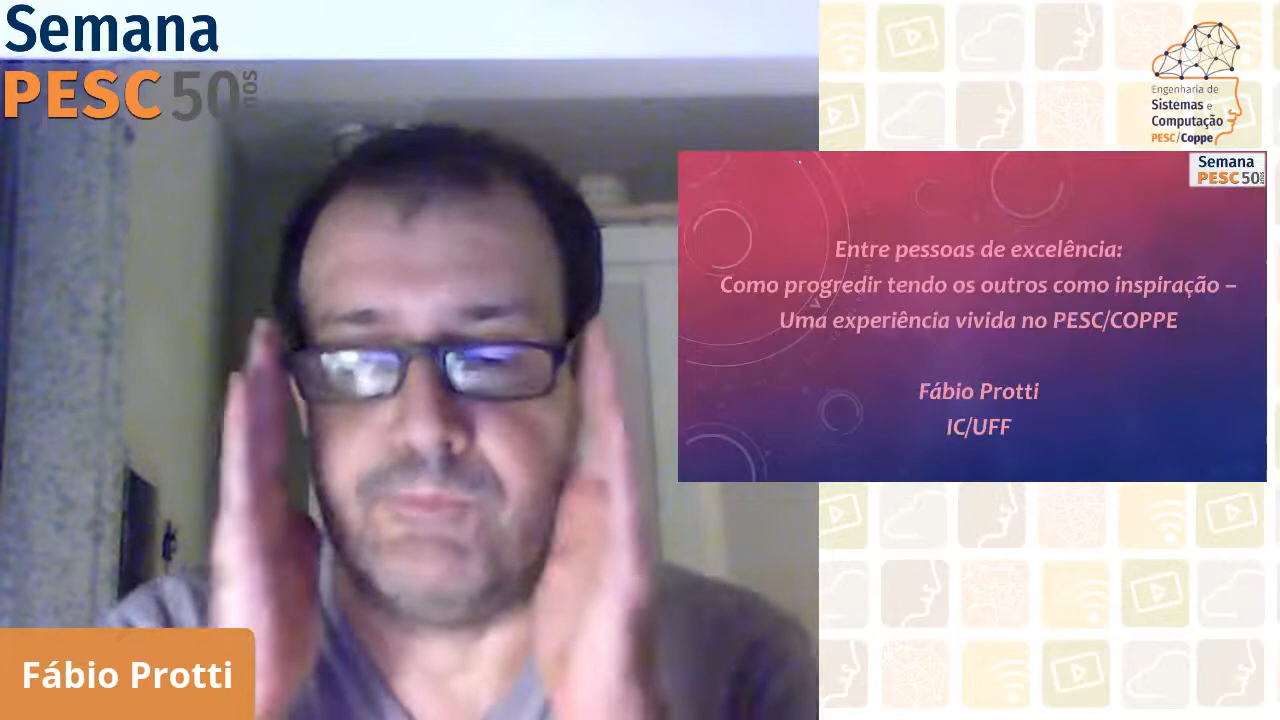 Semana
PESC 50 anos
Engenharia de
Sistemas e
Computação
PESC/Coppe
Semana
PESC 50 anos
Entre pessoas de excelência:
Como progredir tendo os outros como inspiração –
Uma experiência vivida no PESC/COPPE
Fábio Protti
IC/UFF
Fábio Protti